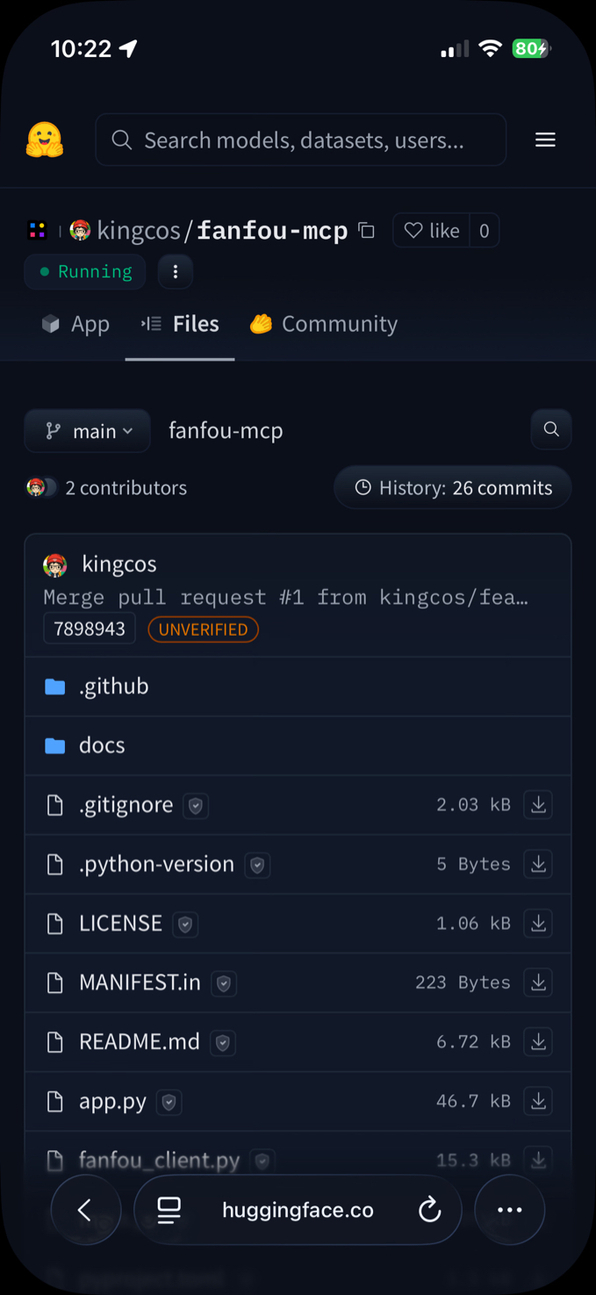 10:22
80
Search models, datasets, users...
kingcos/fanfou-mcp
like 0
Running
App Files Community
main fanfou-mcp
2 contributors History: 26 commits
kingcos
Merge pull request #1 from kingcos/fea…
7898943 UNVERIFIED
.github
docs
.gitignore 2.03 kB
.python-version 5 Bytes
LICENSE 1.06 kB
MANIFEST.in 223 Bytes
README.md 6.72 kB
app.py 46.7 kB
fanfou_client.py 15.3 kB
huggingface.co